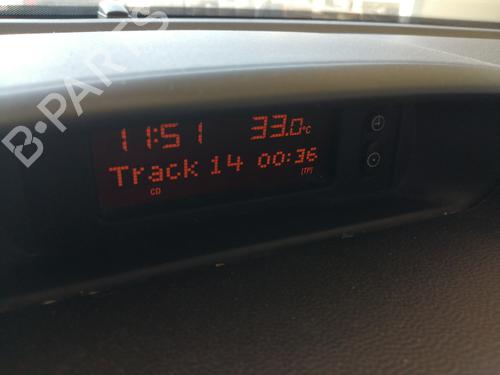 B-PARTS
11:51 33.0°C
Track 14 00:36
CD [TP]